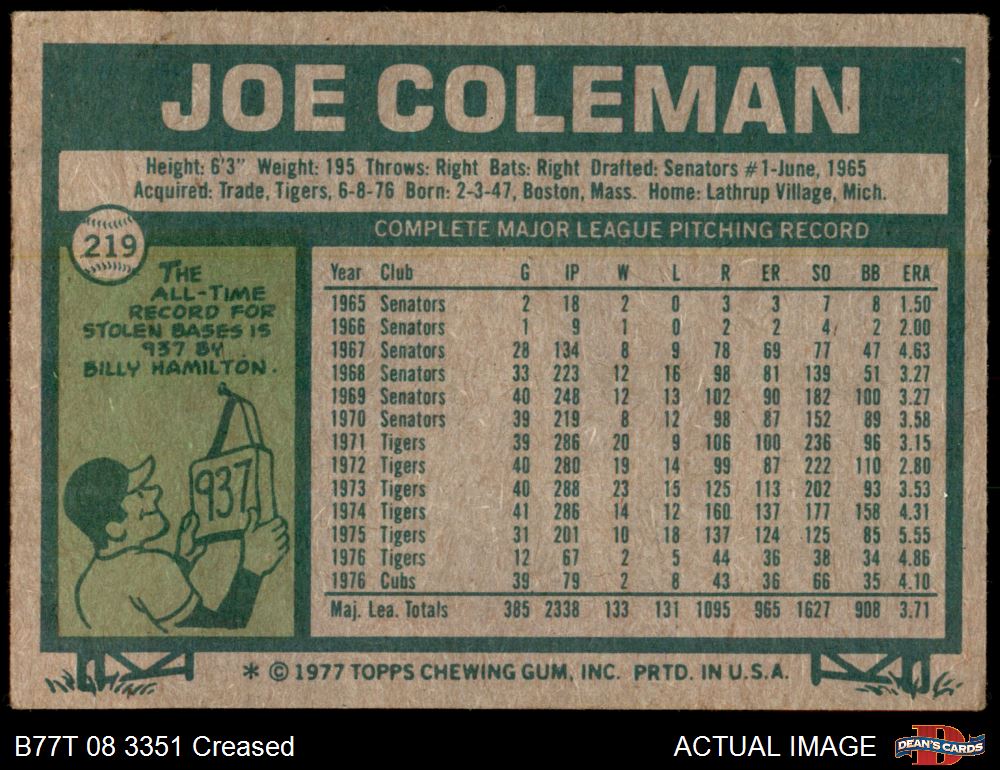 JOE COLEMAN
Height: 6'3" Weight: 195 Throws: Right Bats: Right Drafted: Senators #1-June, 1965
Acquired: Trade, Tigers, 6-8-76 Born: 2-3-47, Boston, Mass. Home: Lathrup Village, Mich.
219
THE
ALL-TIME
RECORD FOR
STOLEN BASES IS
937 BY
BILLY HAMILTON.
937
COMPLETE MAJOR LEAGUE PITCHING RECORD
Year Club G IP W L R ER SO BB ERA
1965 Senators 2 18 2 0 3 3 7 8 1.50
1966 Senators 1 9 1 0 2 2 4 2 2.00
1967 Senators 28 134 8 9 78 69 77 47 4.63
1968 Senators 33 223 12 16 98 81 139 51 3.27
1969 Senators 40 248 12 13 102 90 182 100 3.27
1970 Senators 39 219 8 12 98 87 152 89 3.58
1971 Tigers 39 286 20 9 106 100 236 96 3.15
1972 Tigers 40 280 19 14 99 87 222 110 2.80
1973 Tigers 40 288 23 15 125 113 202 93 3.53
1974 Tigers 41 286 14 12 160 137 177 158 4.31
1975 Tigers 31 201 10 18 137 124 125 85 5.55
1976 Tigers 12 67 2 5 44 36 38 34 4.86
1976 Cubs 39 79 2 8 43 36 66 35 4.10
Maj. Lea. Totals 385 2338 133 131 1095 965 1627 908 3.71
* © 1977 TOPPS CHEWING GUM, INC. PRTD. IN U.S.A.
B77T 08 3351 Creased
ACTUAL IMAGE
D
DEAN'S CARDS